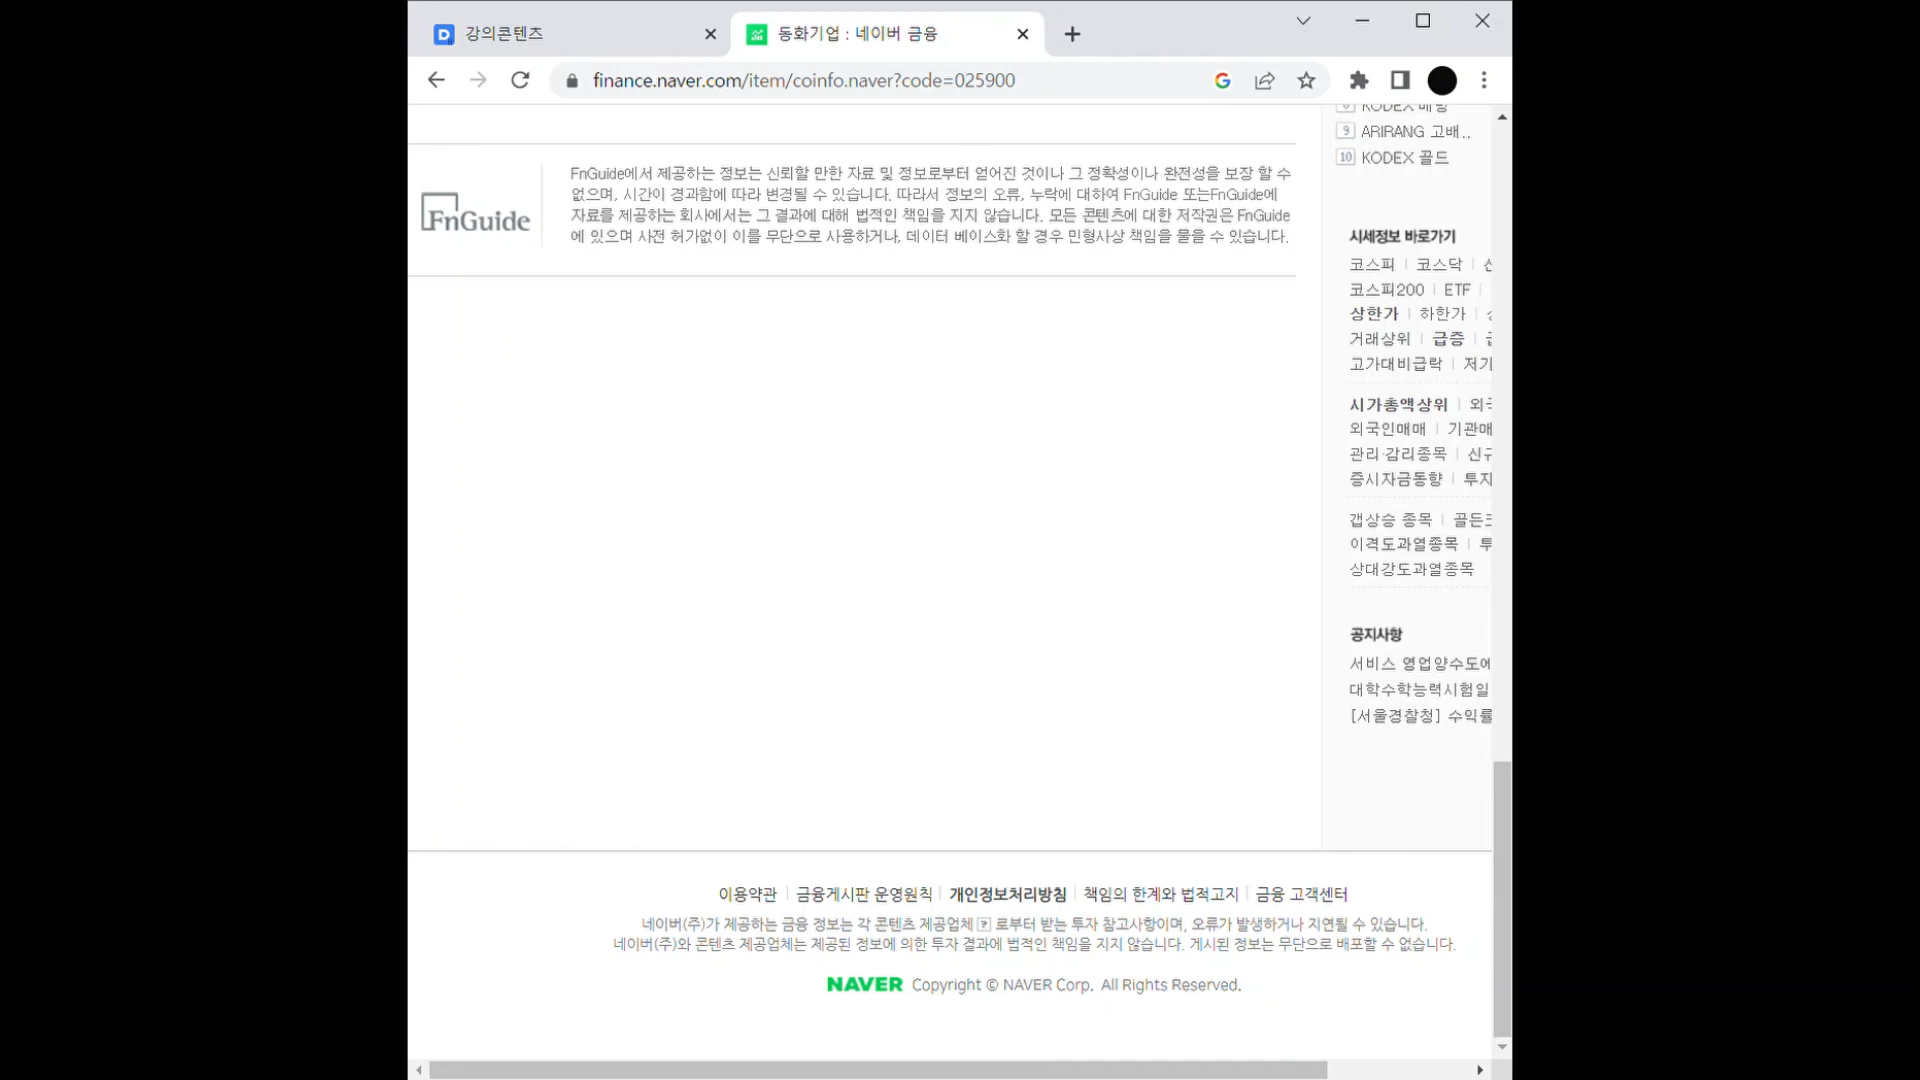 강의콘텐츠
동화기업 : 네이버 금융
finance.naver.com/item/coinfo.naver?code=025900
9 ARIRANG 고배..
10 KODEX 골드
FnGuide
FnGuide에서 제공하는 정보는 신뢰할 만한 자료 및 정보로부터 얻어진 것이나 그 정확성이나 완전성을 보장 할 수
없으며, 시간이 경과함에 따라 변경될 수 있습니다. 따라서 정보의 오류, 누락에 대하여 FnGuide 또는FnGuide에
자료를 제공하는 회사에서는 그 결과에 대해 법적인 책임을 지지 않습니다. 모든 콘텐츠에 대한 저작권은 FnGuide
에 있으며 사전 허가없이 이를 무단으로 사용하거나, 데이터 베이스화 할 경우 민형사상 책임을 물을 수 있습니다.
시세정보 바로가기
코스피 | 코스닥
코스피200 | ETF
상한가 | 하한가
거래상위 | 급증
고가대비급락 | 저가
시가총액상위
외국인매매 | 기관매
관리·감리종목 | 신규
증시자금동향 | 투자
갭상승 종목 | 골든
이격도과열종목 | 투
상대강도과열종목
공지사항
서비스 영업양수도에
대학수학능력시험일
[서울경찰청] 수익률
이용약관 | 금융게시판 운영원칙 | 개인정보처리방침 | 책임의 한계와 법적고지 | 금융 고객센터
네이버(주)가 제공하는 금융 정보는 각 콘텐츠 제공업체 ? 로부터 받는 투자 참고사항이며, 오류가 발생하거나 지연될 수 있습니다.
네이버(주)와 콘텐츠 제공업체는 제공된 정보에 의한 투자 결과에 법적인 책임을 지지 않습니다. 게시된 정보는 무단으로 배포할 수 없습니다.
NAVER Copyright © NAVER Corp. All Rights Reserved.